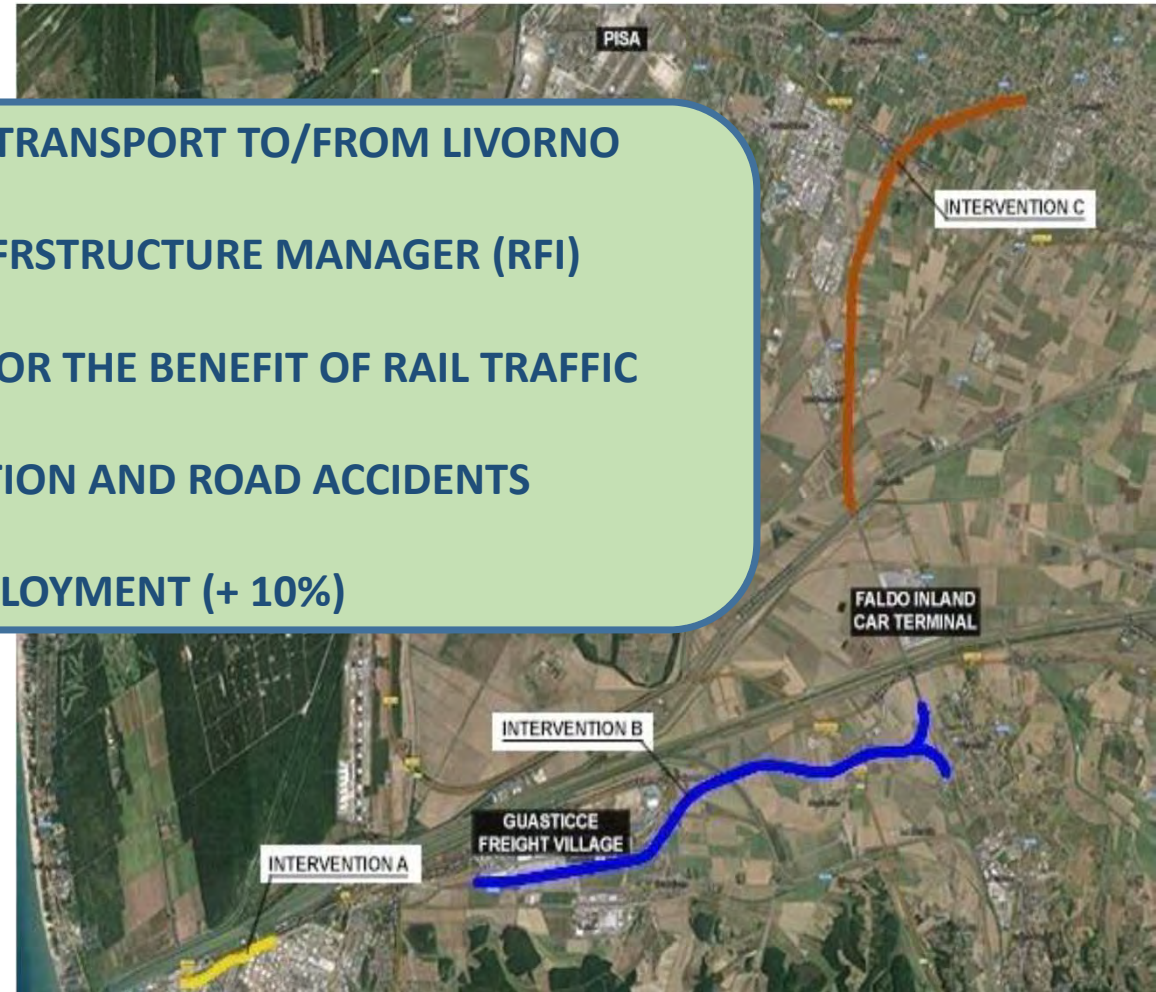 PISA
TRANSPORT TO/FROM LIVORNO
FRSTRUCTURE MANAGER (RFI)
OR THE BENEFIT OF RAIL TRAFFIC
TION AND ROAD ACCIDENTS
LOYMENT (+ 10%)
INTERVENTION C
FALDO INLAND
CAR TERMINAL
INTERVENTION B
GUASTICCE
FREIGHT VILLAGE
INTERVENTION A